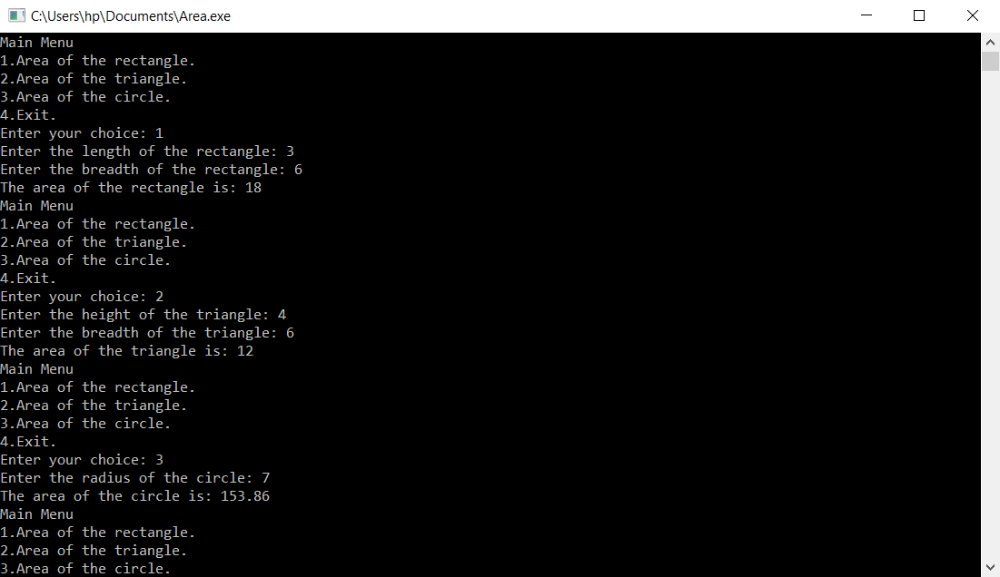 C:\Users\hp\Documents\Area.exe
Main Menu
1.Area of the rectangle.
2.Area of the triangle.
3.Area of the circle.
4.Exit.
Enter your choice: 1
Enter the length of the rectangle: 3
Enter the breadth of the rectangle: 6
The area of the rectangle is: 18
Main Menu
1.Area of the rectangle.
2.Area of the triangle.
3.Area of the circle.
4.Exit.
Enter your choice: 2
Enter the height of the triangle: 4
Enter the breadth of the triangle: 6
The area of the triangle is: 12
Main Menu
1.Area of the rectangle.
2.Area of the triangle.
3.Area of the circle.
4.Exit.
Enter your choice: 3
Enter the radius of the circle: 7
The area of the circle is: 153.86
Main Menu
1.Area of the rectangle.
2.Area of the triangle.
3.Area of the circle.